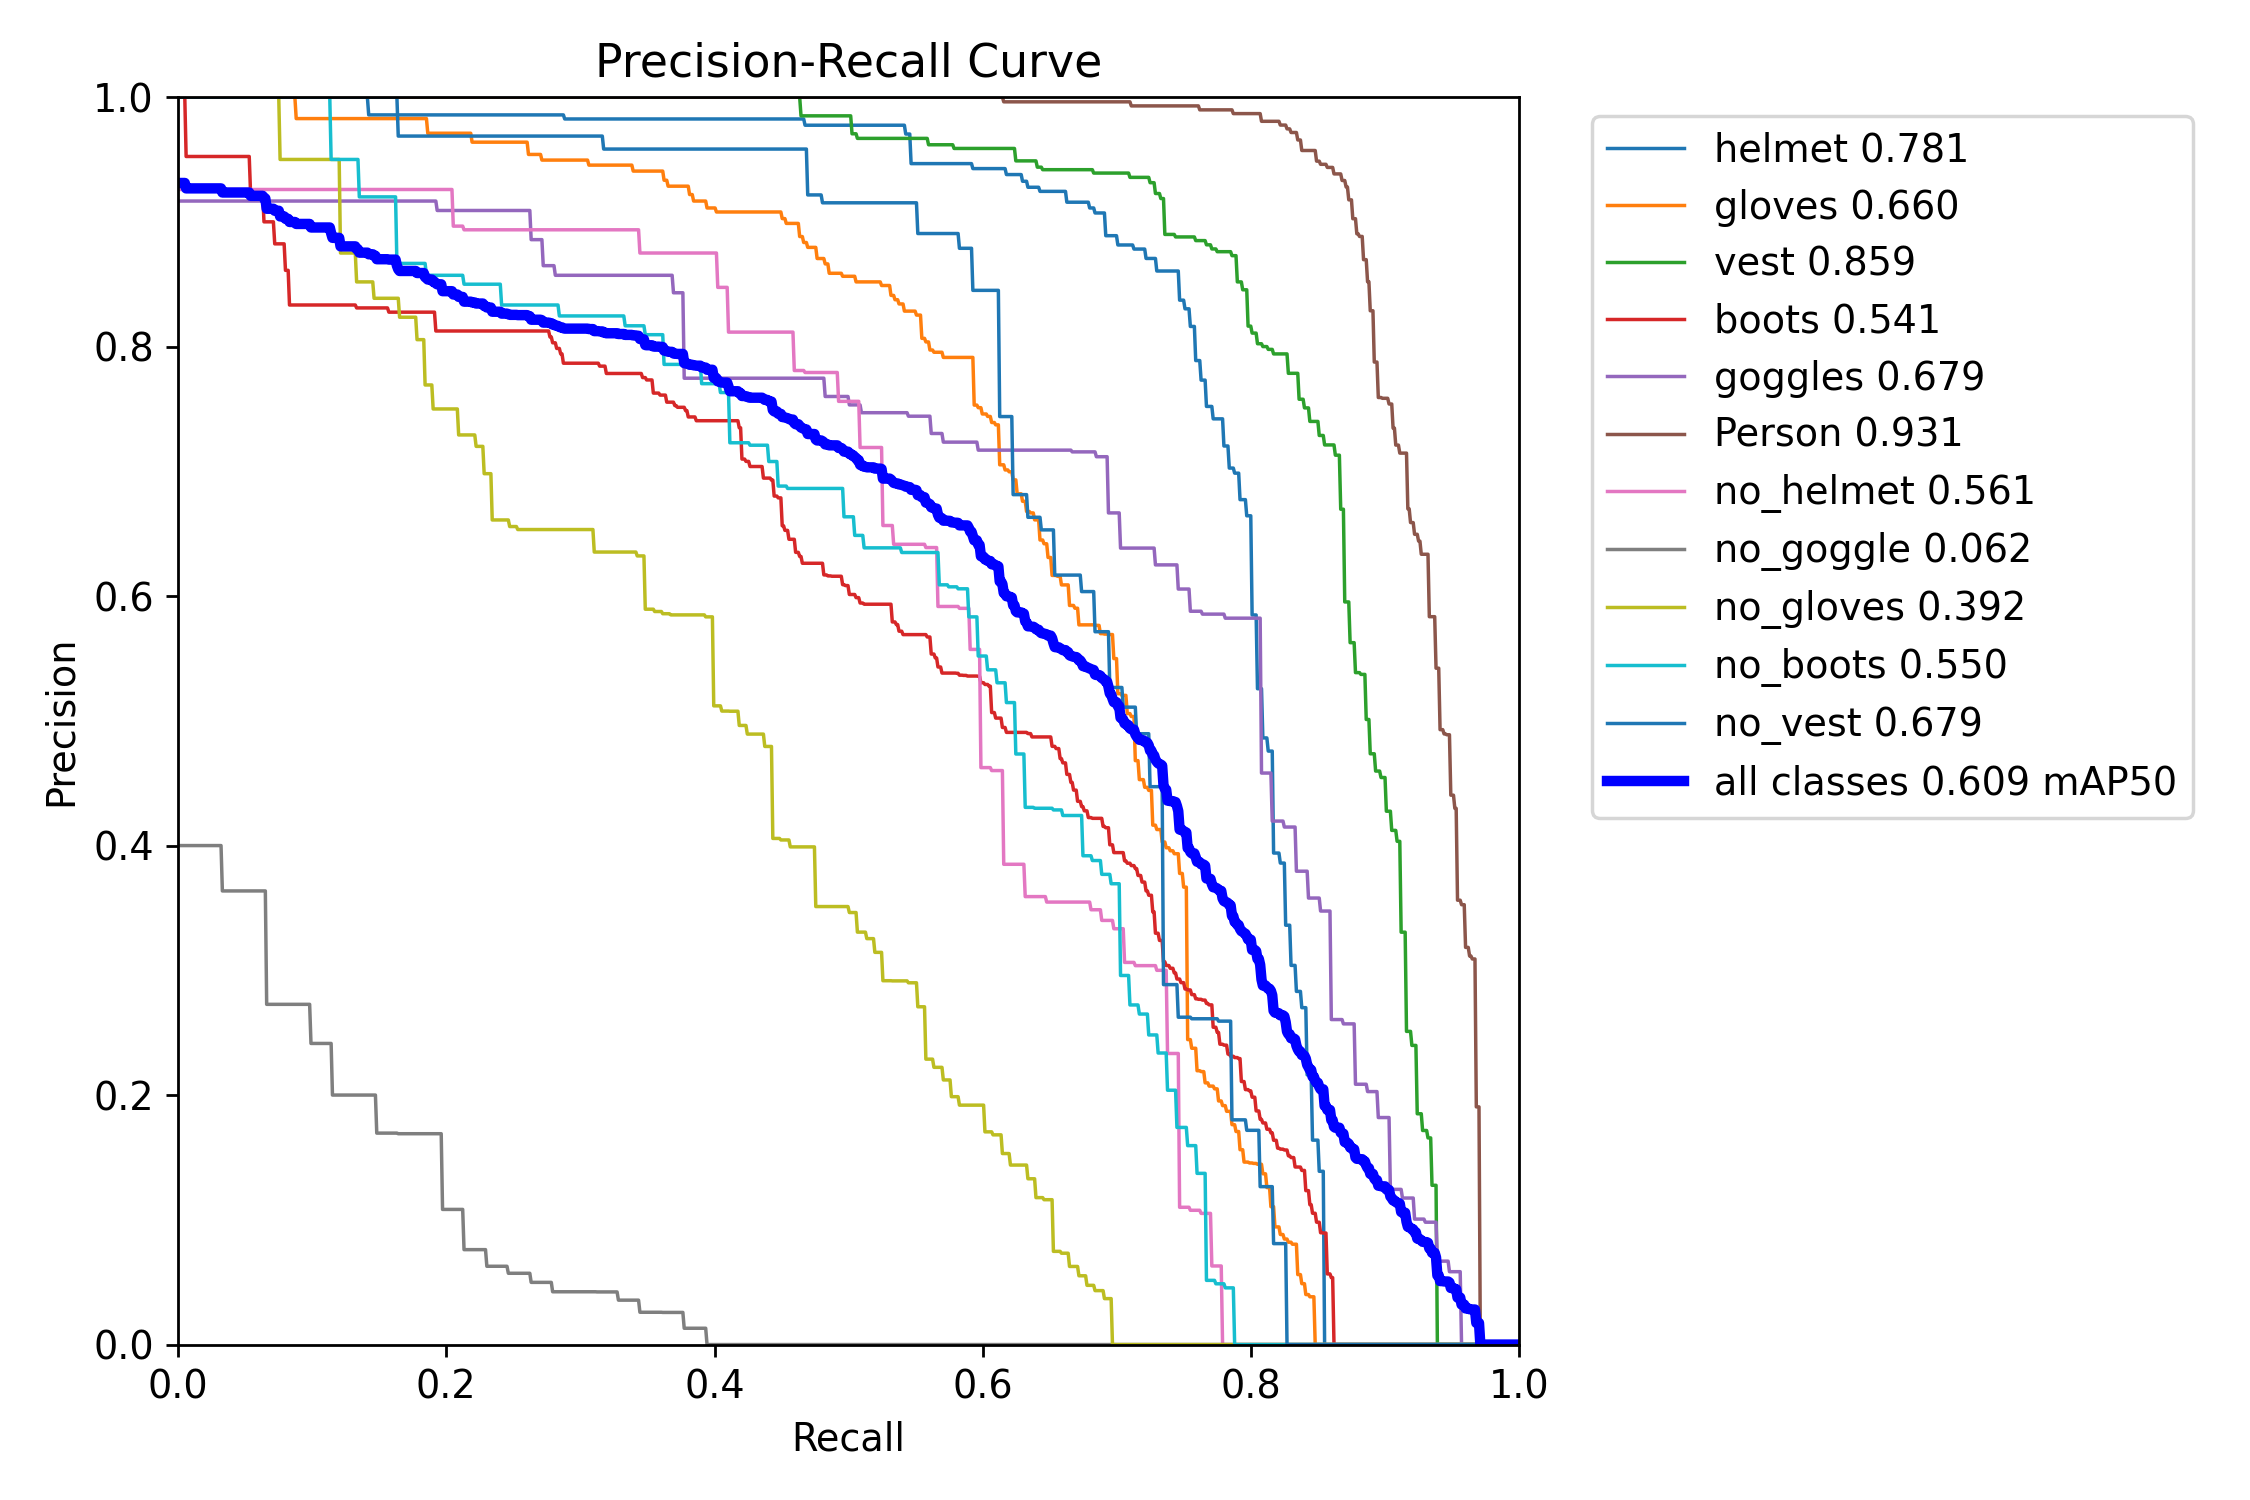 Precision-Recall Curve
1.0
0.8
0.6
0.4
0.2
0.0
Precision
0.0 0.2 0.4 0.6 0.8 1.0
Recall
helmet 0.781
gloves 0.660
vest 0.859
boots 0.541
goggles 0.679
Person 0.931
no_helmet 0.561
no_goggle 0.062
no_gloves 0.392
no_boots 0.550
no_vest 0.679
all classes 0.609 mAP50